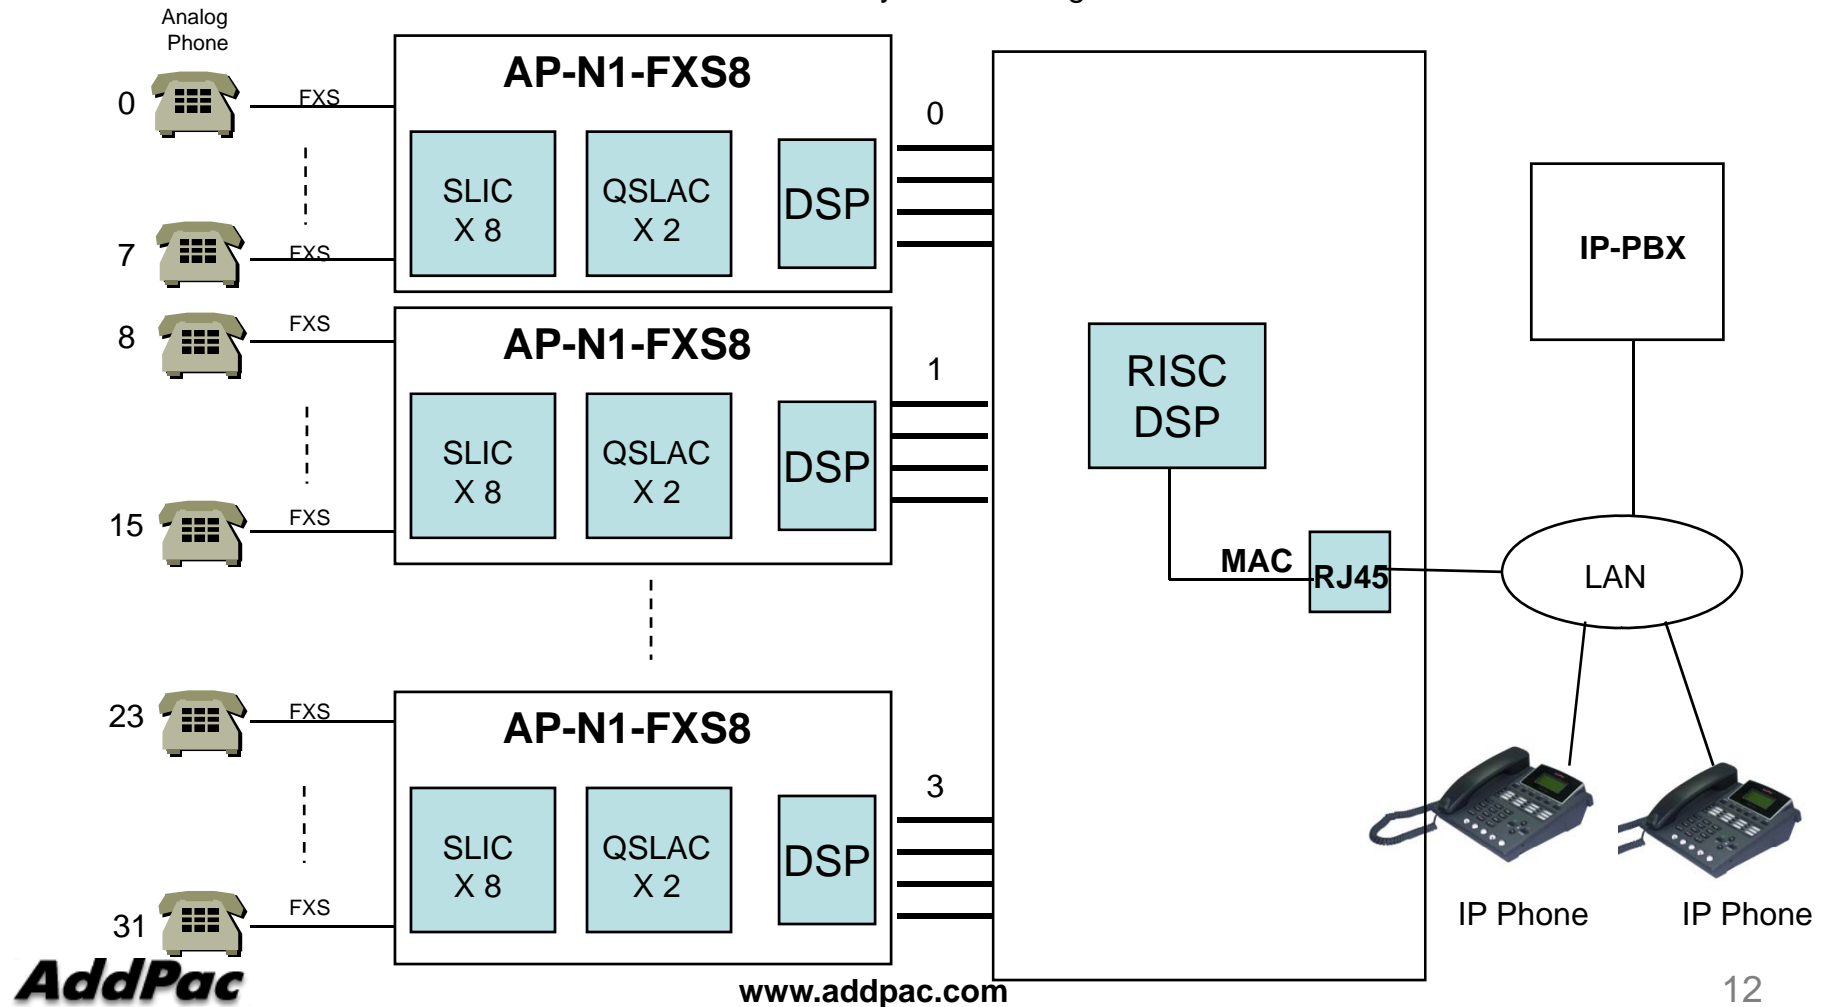 Analog
Phone
0
FXS
7
FXS
8
FXS
15
FXS
23
FXS
31
FXS
AP-N1-FXS8
SLIC
X 8
QSLAC
X 2
DSP
0
AP-N1-FXS8
SLIC
X 8
QSLAC
X 2
DSP
1
AP-N1-FXS8
SLIC
X 8
QSLAC
X 2
DSP
3
RISC
DSP
MAC
RJ45
IP-PBX
LAN
IP Phone
IP Phone
AddPac
www.addpac.com
12